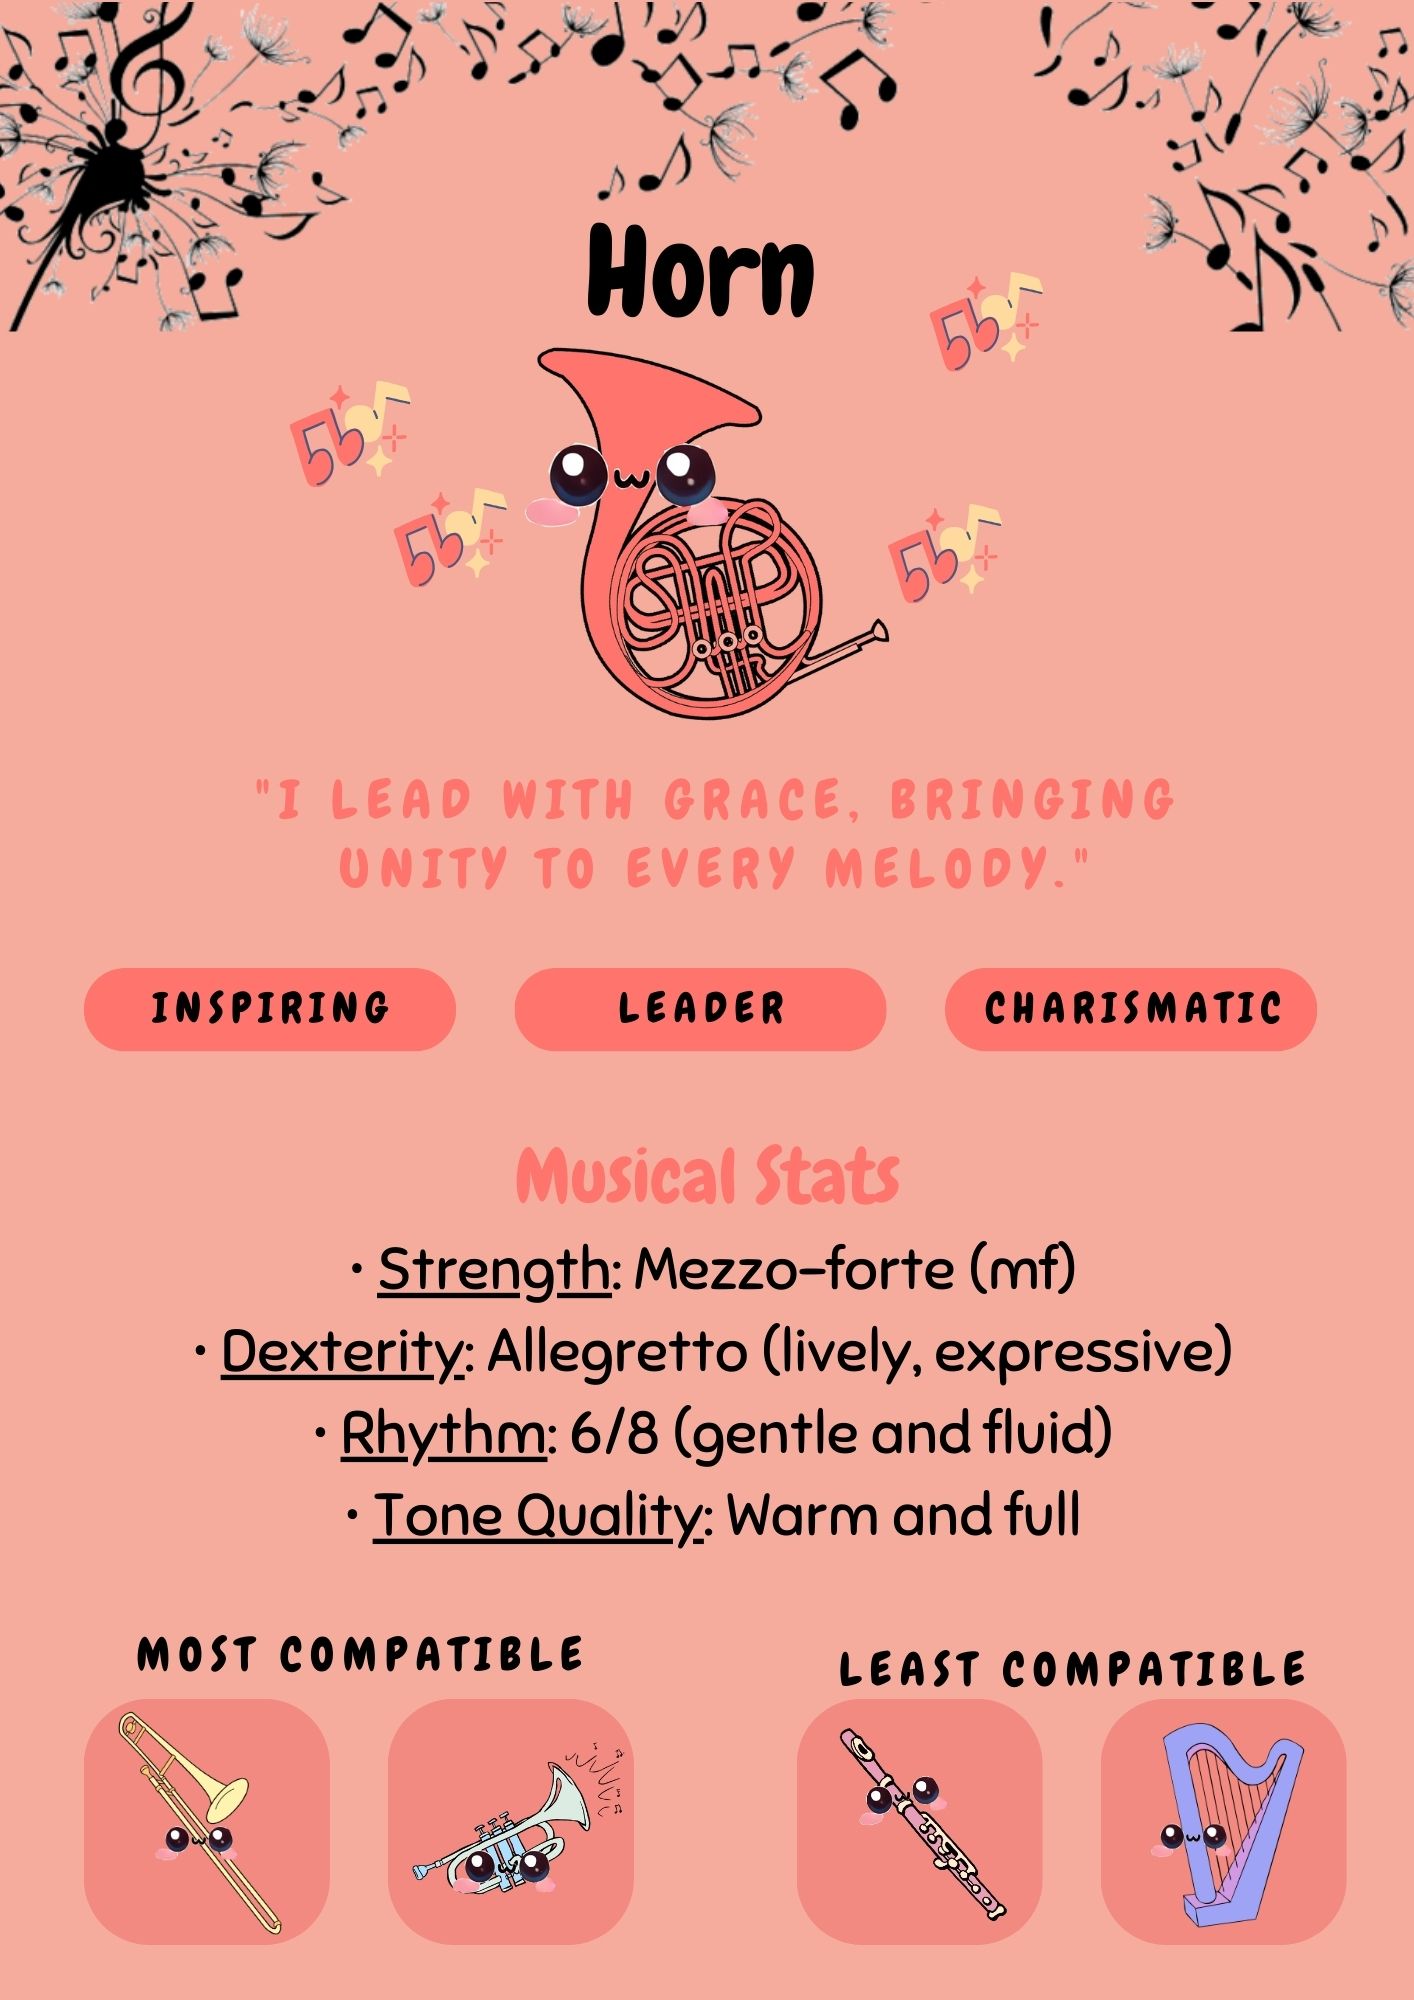 Horn
"I LEAD WITH GRACE, BRINGING
UNITY TO EVERY MELODY."
INSPIRING
LEADER
CHARISMATIC
Musical Stats
• Strength: Mezzo-forte (mf)
• Dexterity: Allegretto (lively, expressive)
• Rhythm: 6/8 (gentle and fluid)
• Tone Quality: Warm and full
MOST COMPATIBLE
LEAST COMPATIBLE